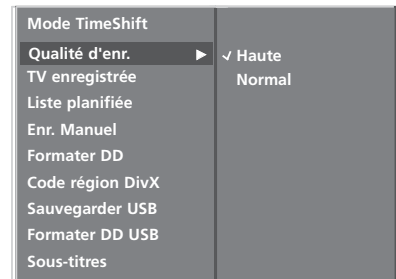 Mode TimeShift
Qualité d'enr. ▶ ✓ Haute
TV enregistrée Normal
Liste planifiée
Enr. Manuel
Formater DD
Code région DivX
Sauvegarder USB
Formater DD USB
Sous-titres